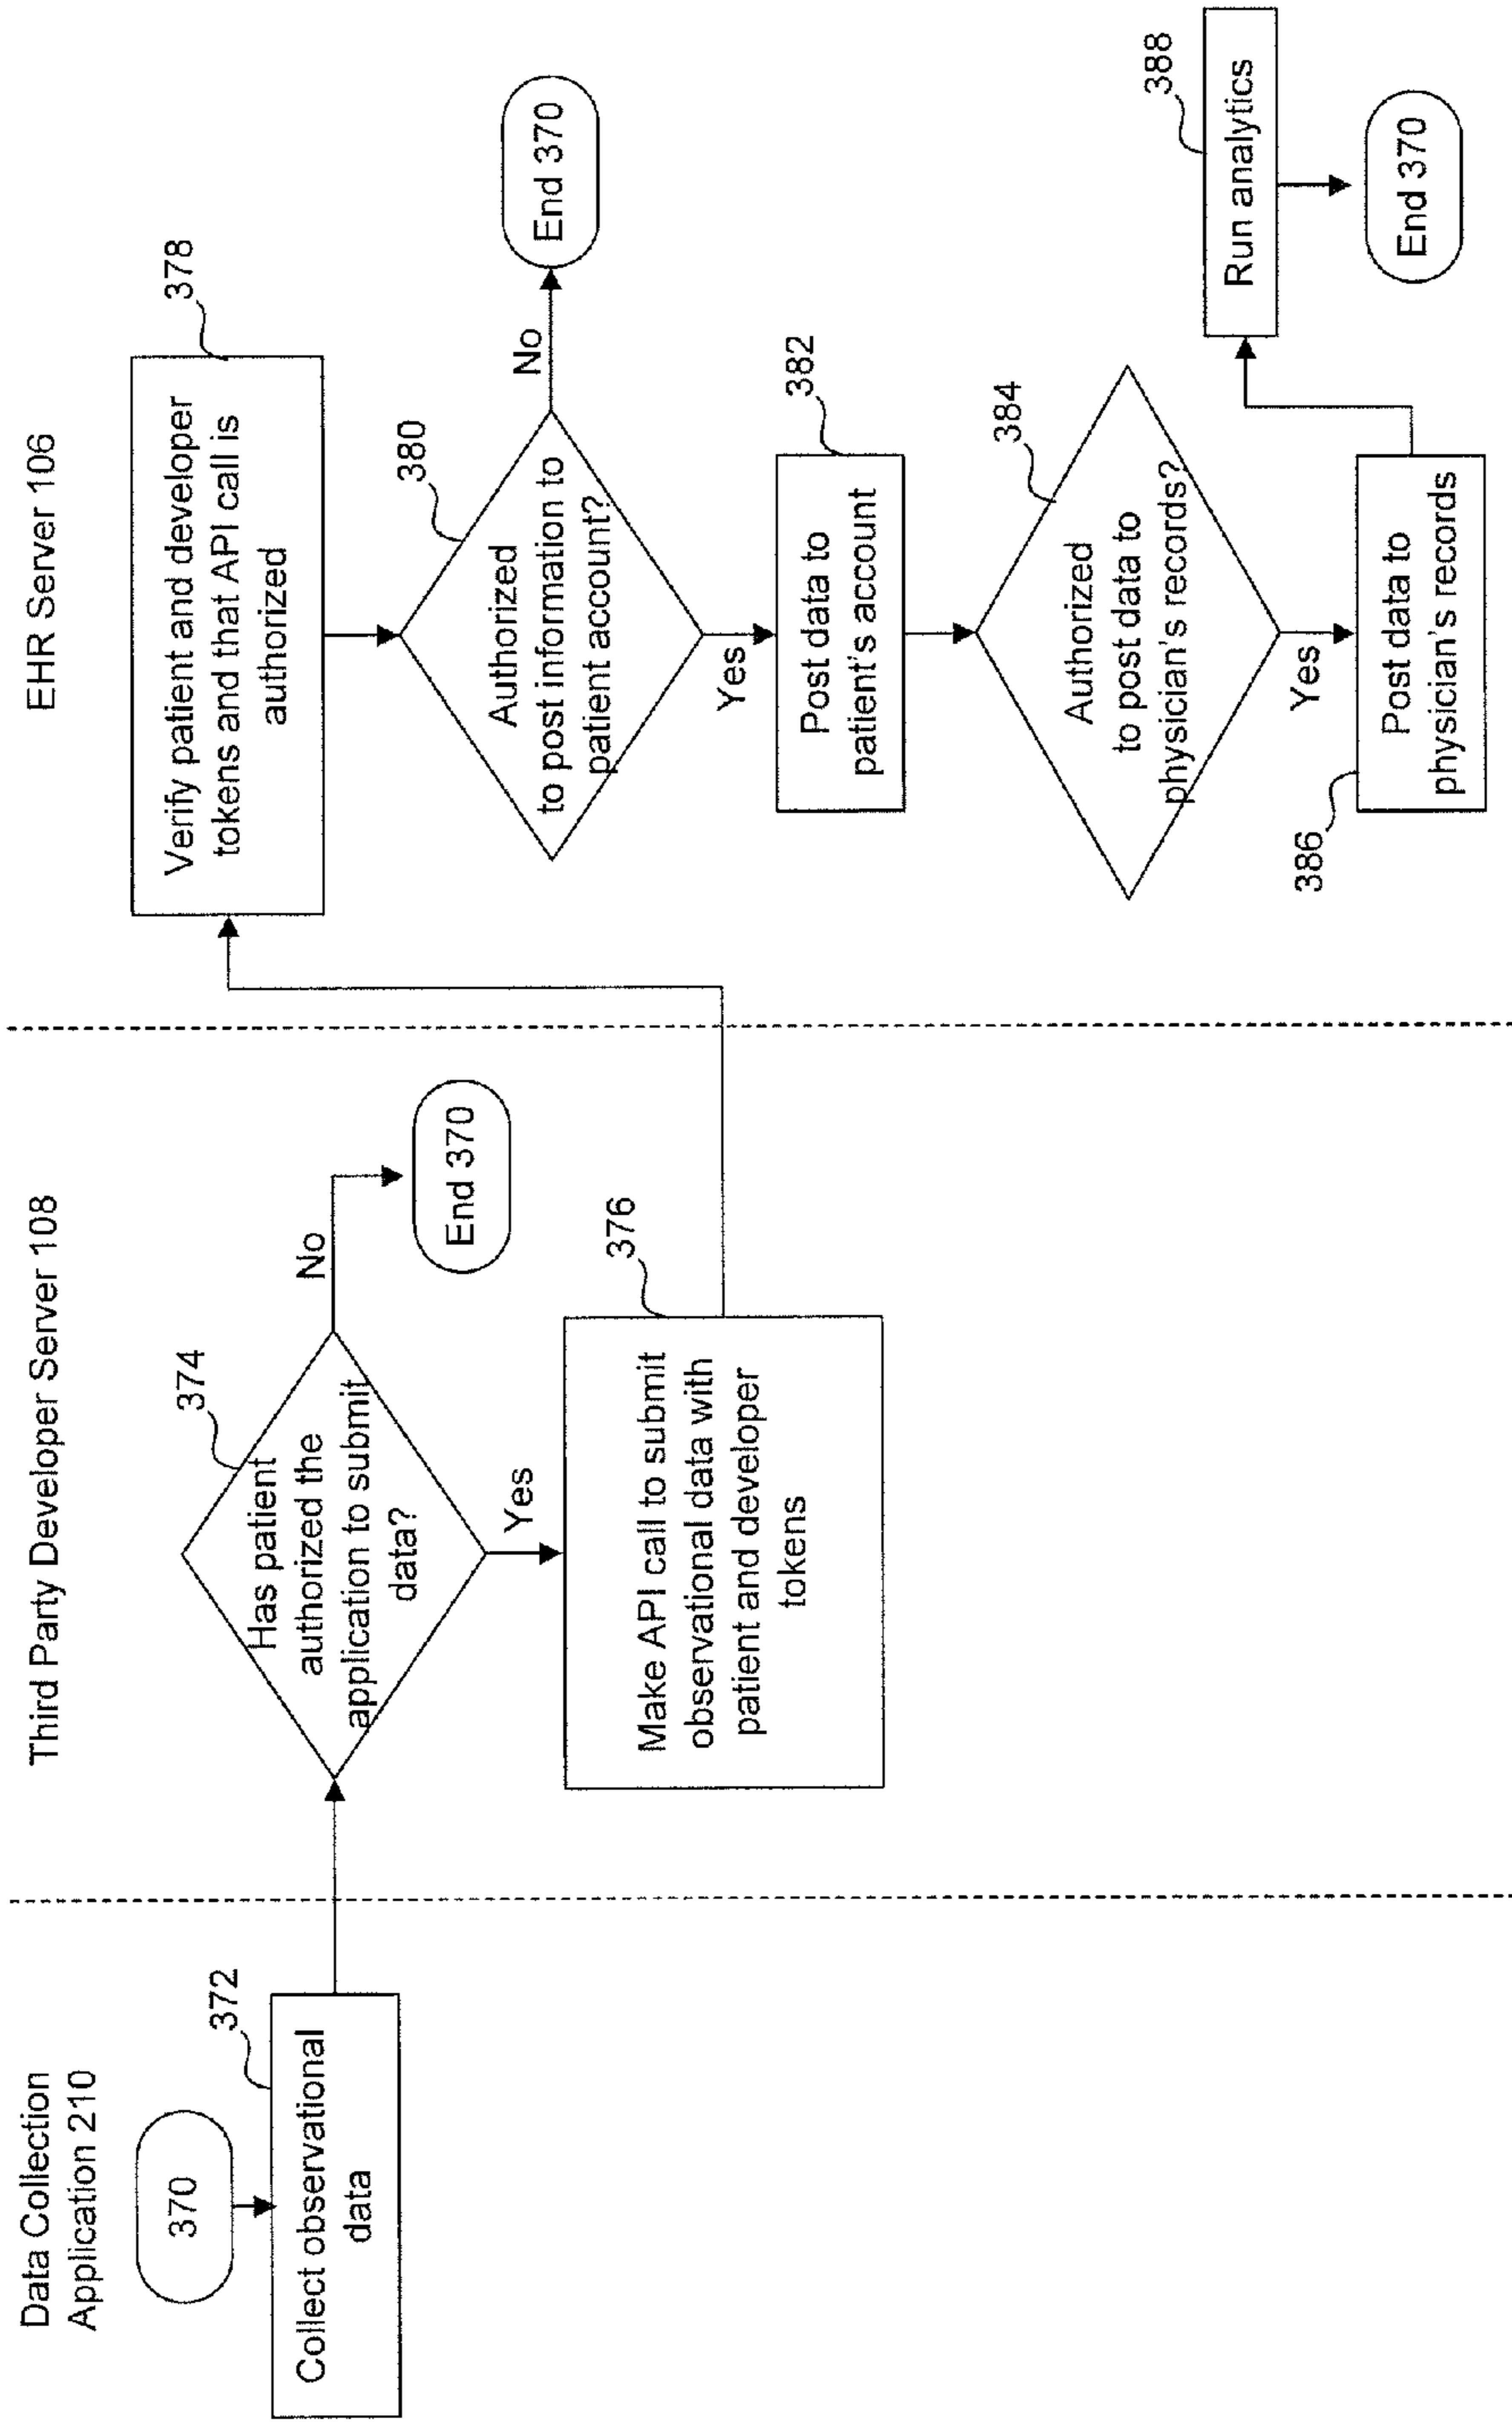 Data Collection
Application 210
370
372
Collect observational
data
Third Party Developer Server 108
374
Has patient
authorized the
application to submit
data?
No
End 370
Yes
376
Make API call to submit
observational data with
patient and developer
tokens
EHR Server 106
378
Verify patient and developer
tokens and that API call is
authorized
380
Authorized
to post information to
patient account?
No
End 370
Yes
382
Post data to
patient's account
384
Authorized
to post data to
physician's records?
Yes
386
Post data to
physician's records
388
Run analytics
End 370